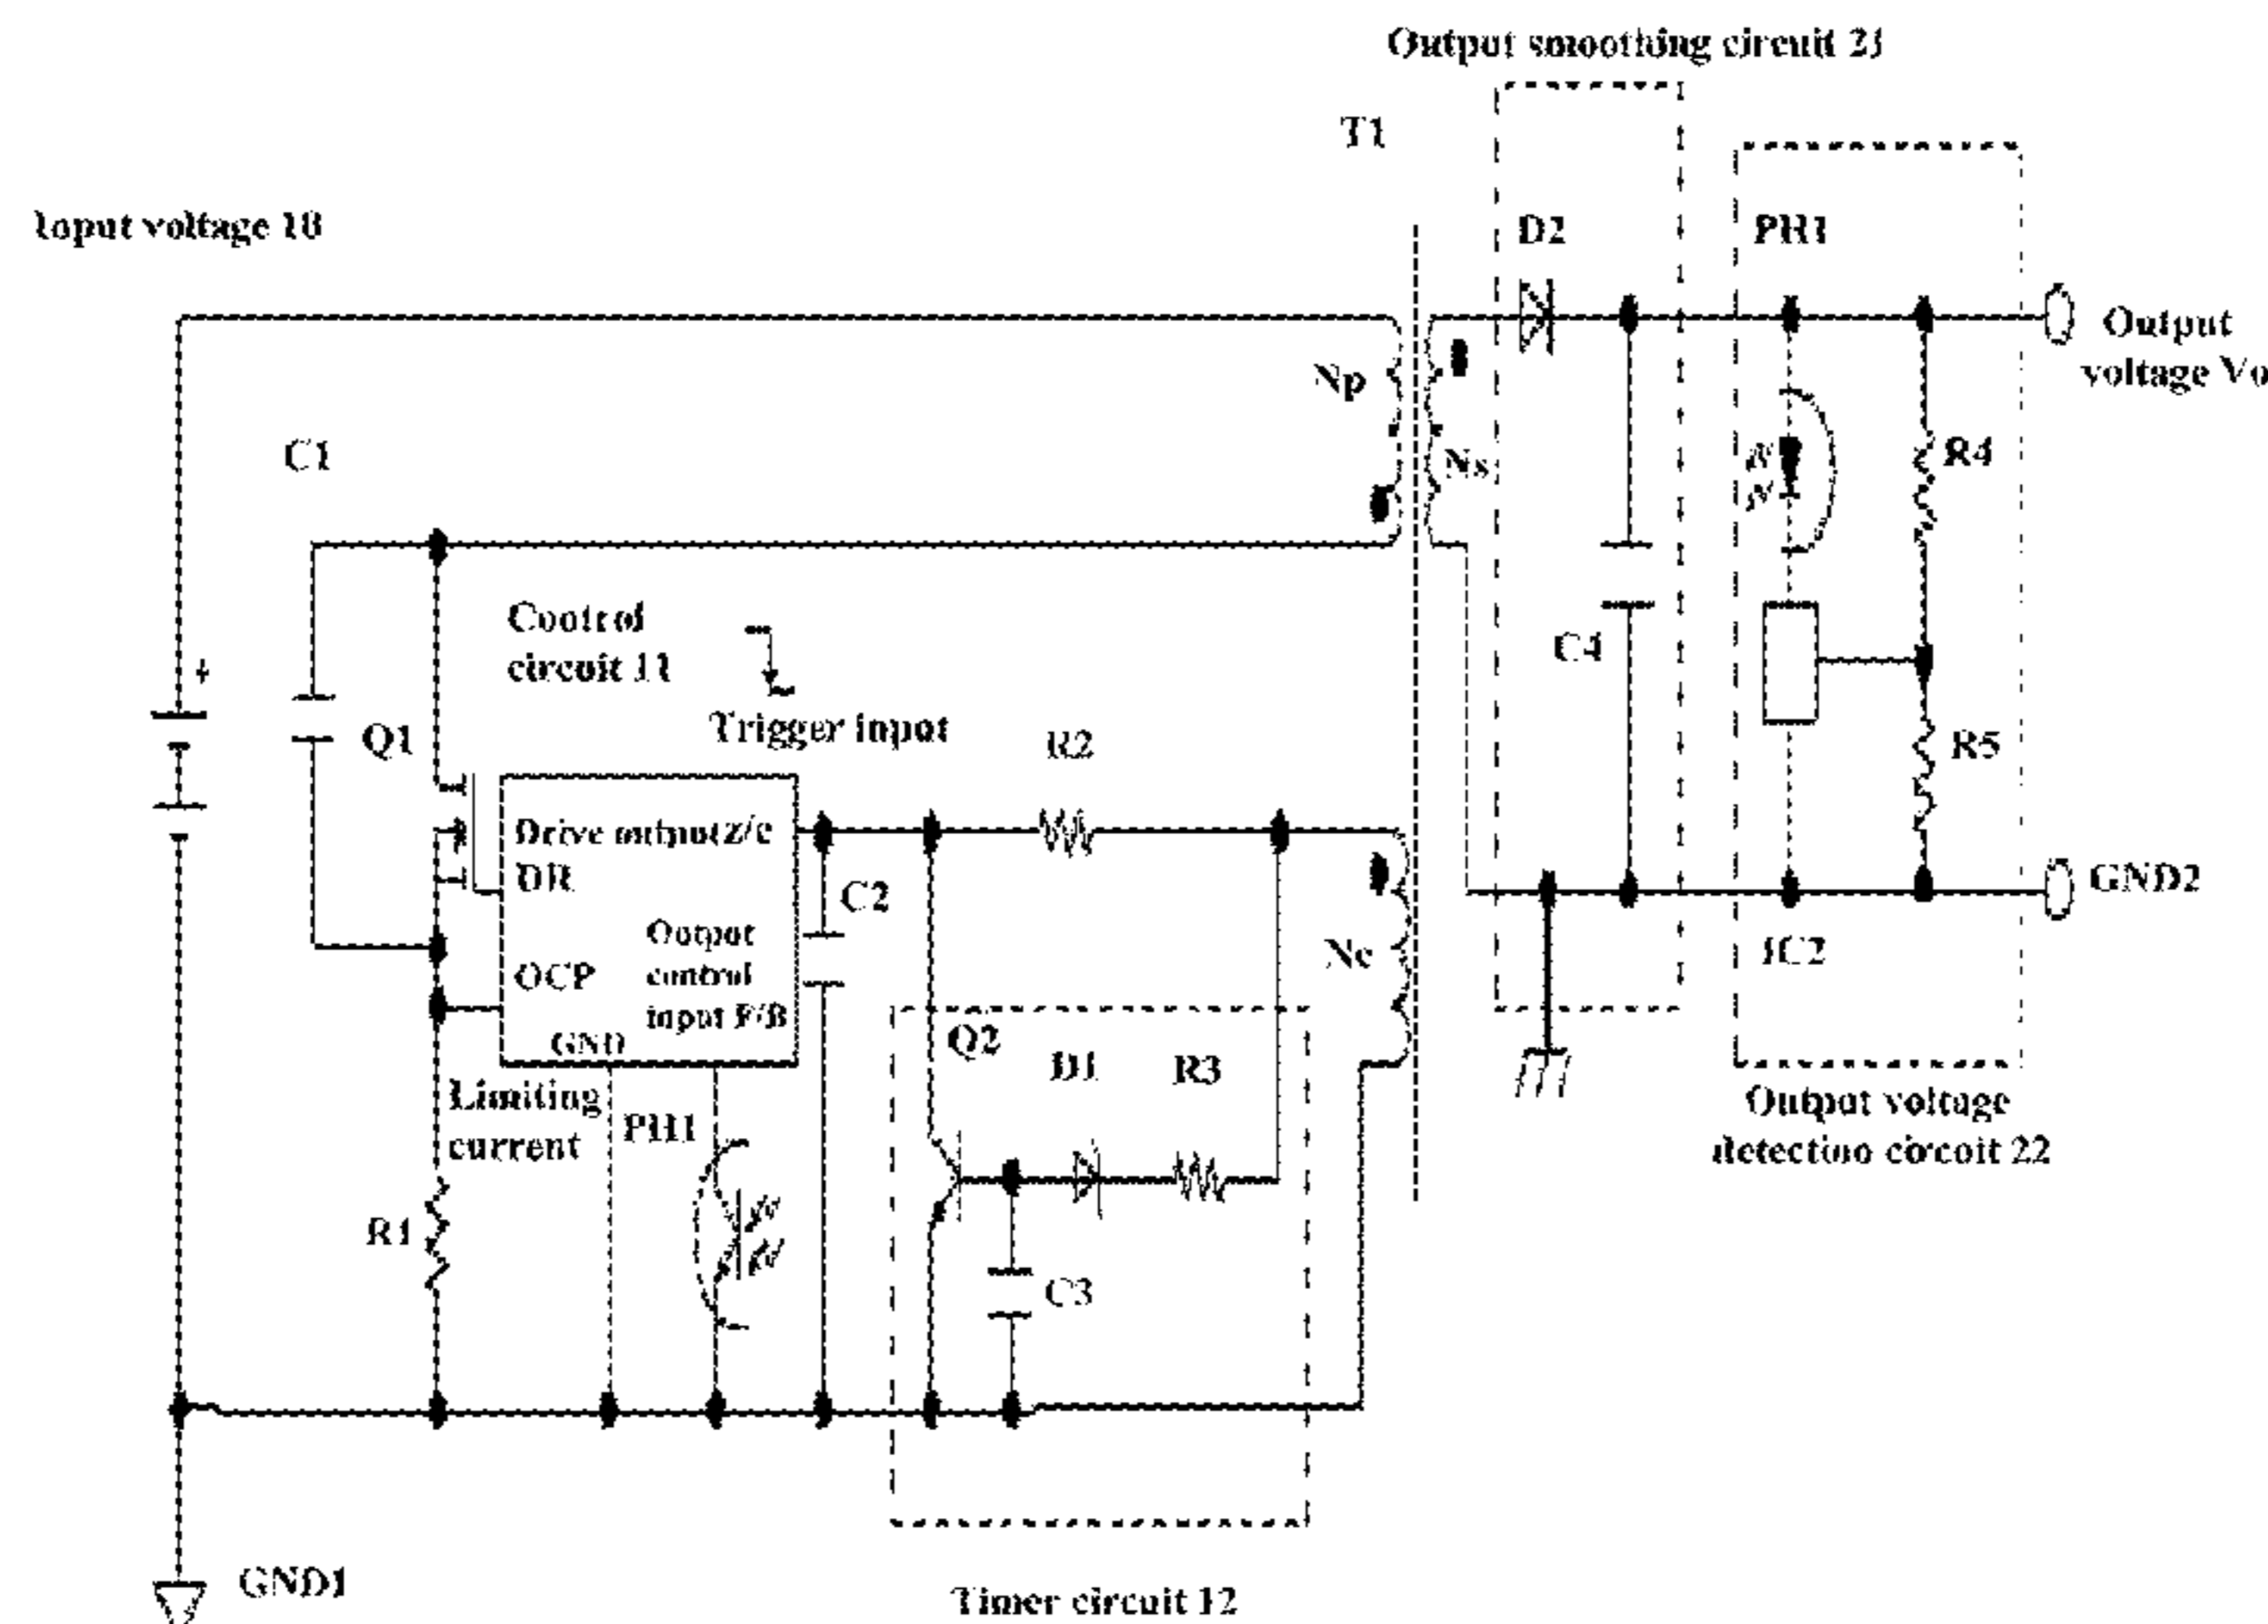 Output smoothing circuit 21
T1
Input voltage 10
D2
PH1
Output
voltage Vo
Np
Ns
R4
C1
Control
circuit 11
C4
Trigger input
Q1
R2
R5
Drive output z/c
DR
C2
GND2
Output
control
input F/B
OCP
Nc
IC2
GND
Q2
D1
R3
Limiting
current
PH1
Output voltage
detection circuit 22
R1
C3
GND1
Timer circuit 12